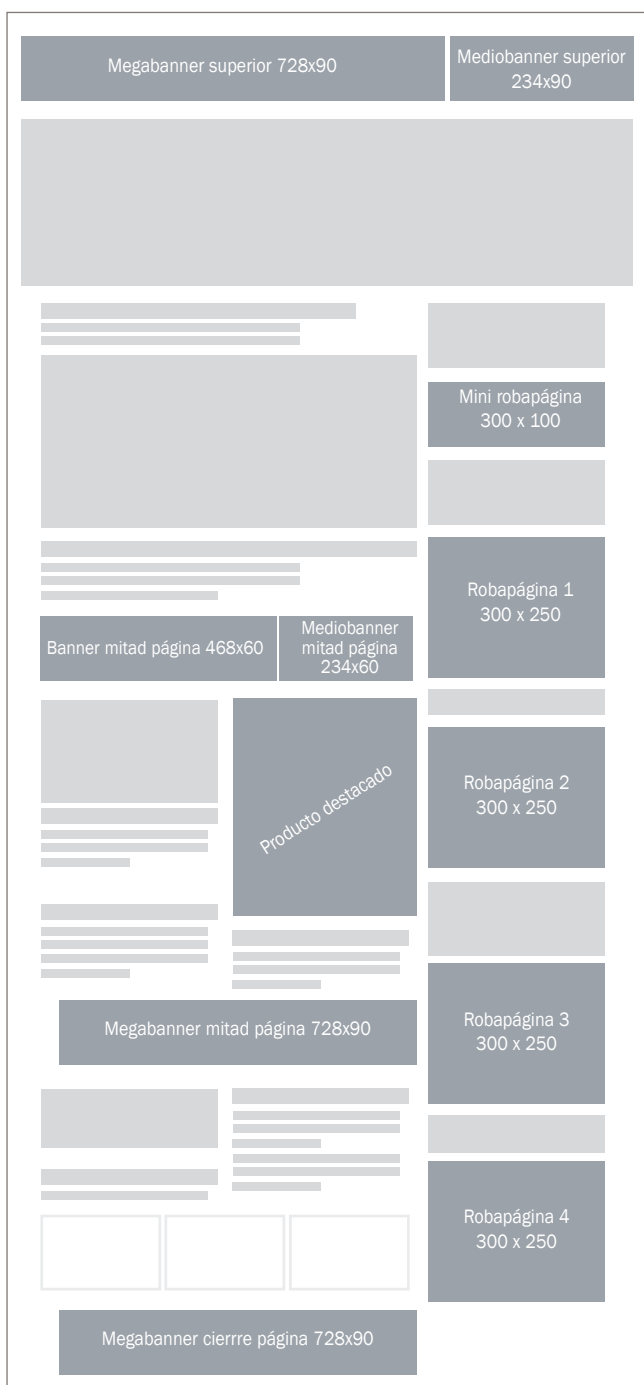 Megabanner superior 728x90
Mediobanner superior
234x90
Mini robapágina
300 x 100
Robapágina 1
300 x 250
Banner mitad página 468x60
Mediobanner
mitad página
234x60
Robapágina 2
300 x 250
Producto destacado
Robapágina 3
300 x 250
Megabanner mitad página 728x90
Robapágina 4
300 x 250
Megabanner cierrre página 728x90